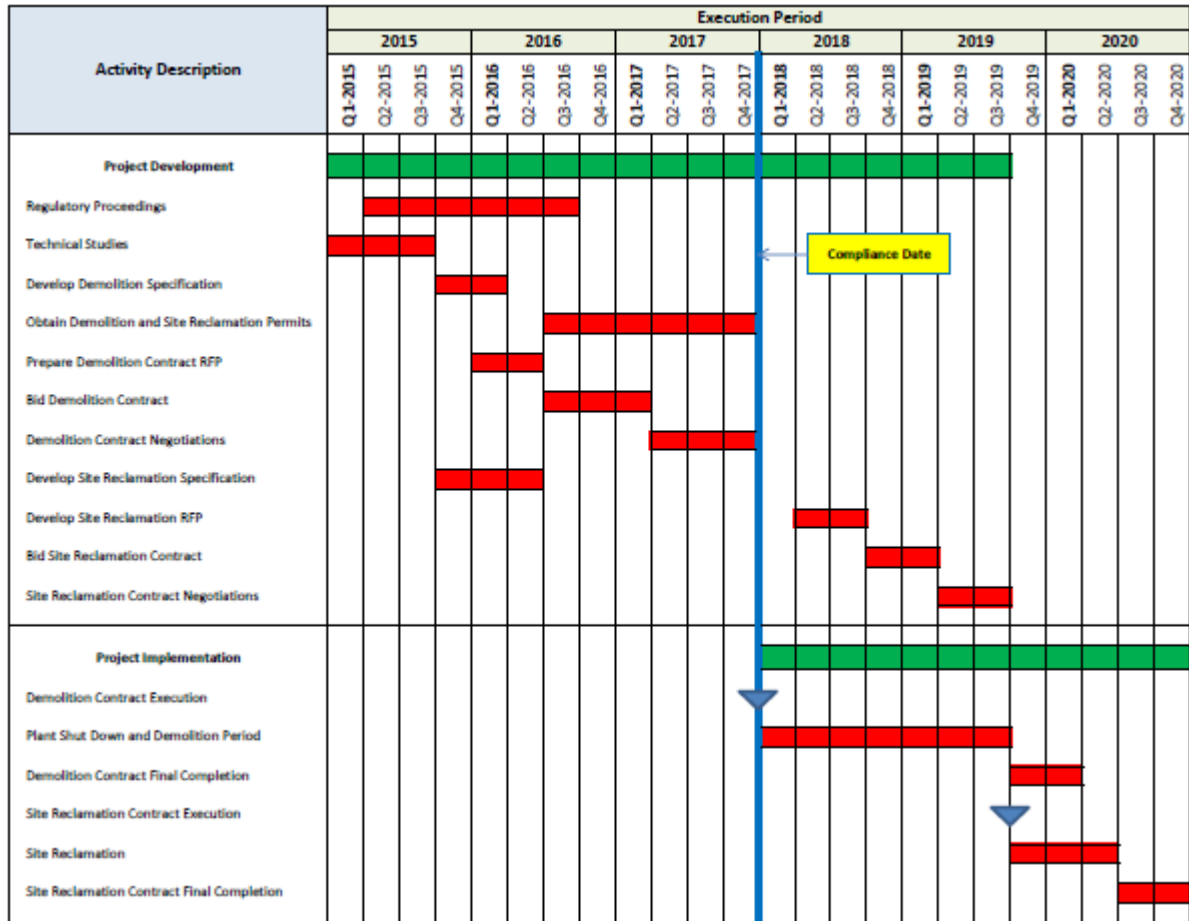 Execution Period
Activity Description
2015 2016 2017 2018 2019 2020
Q1-2015 Q2-2015 Q3-2015 Q4-2015 Q1-2016 Q2-2016 Q3-2016 Q4-2016 Q1-2017 Q2-2017 Q3-2017 Q4-2017 Q1-2018 Q2-2018 Q3-2018 Q4-2018 Q1-2019 Q2-2019 Q3-2019 Q4-2019 Q1-2020 Q2-2020 Q3-2020 Q4-2020
Project Development
Regulatory Proceedings
Technical Studies
Compliance Date
Develop Demolition Specification
Obtain Demolition and Site Reclamation Permits
Prepare Demolition Contract RFP
Bid Demolition Contract
Demolition Contract Negotiations
Develop Site Reclamation Specification
Develop Site Reclamation RFP
Bid Site Reclamation Contract
Site Reclamation Contract Negotiations
Project Implementation
Demolition Contract Execution
Plant Shut Down and Demolition Period
Demolition Contract Final Completion
Site Reclamation Contract Execution
Site Reclamation
Site Reclamation Contract Final Completion